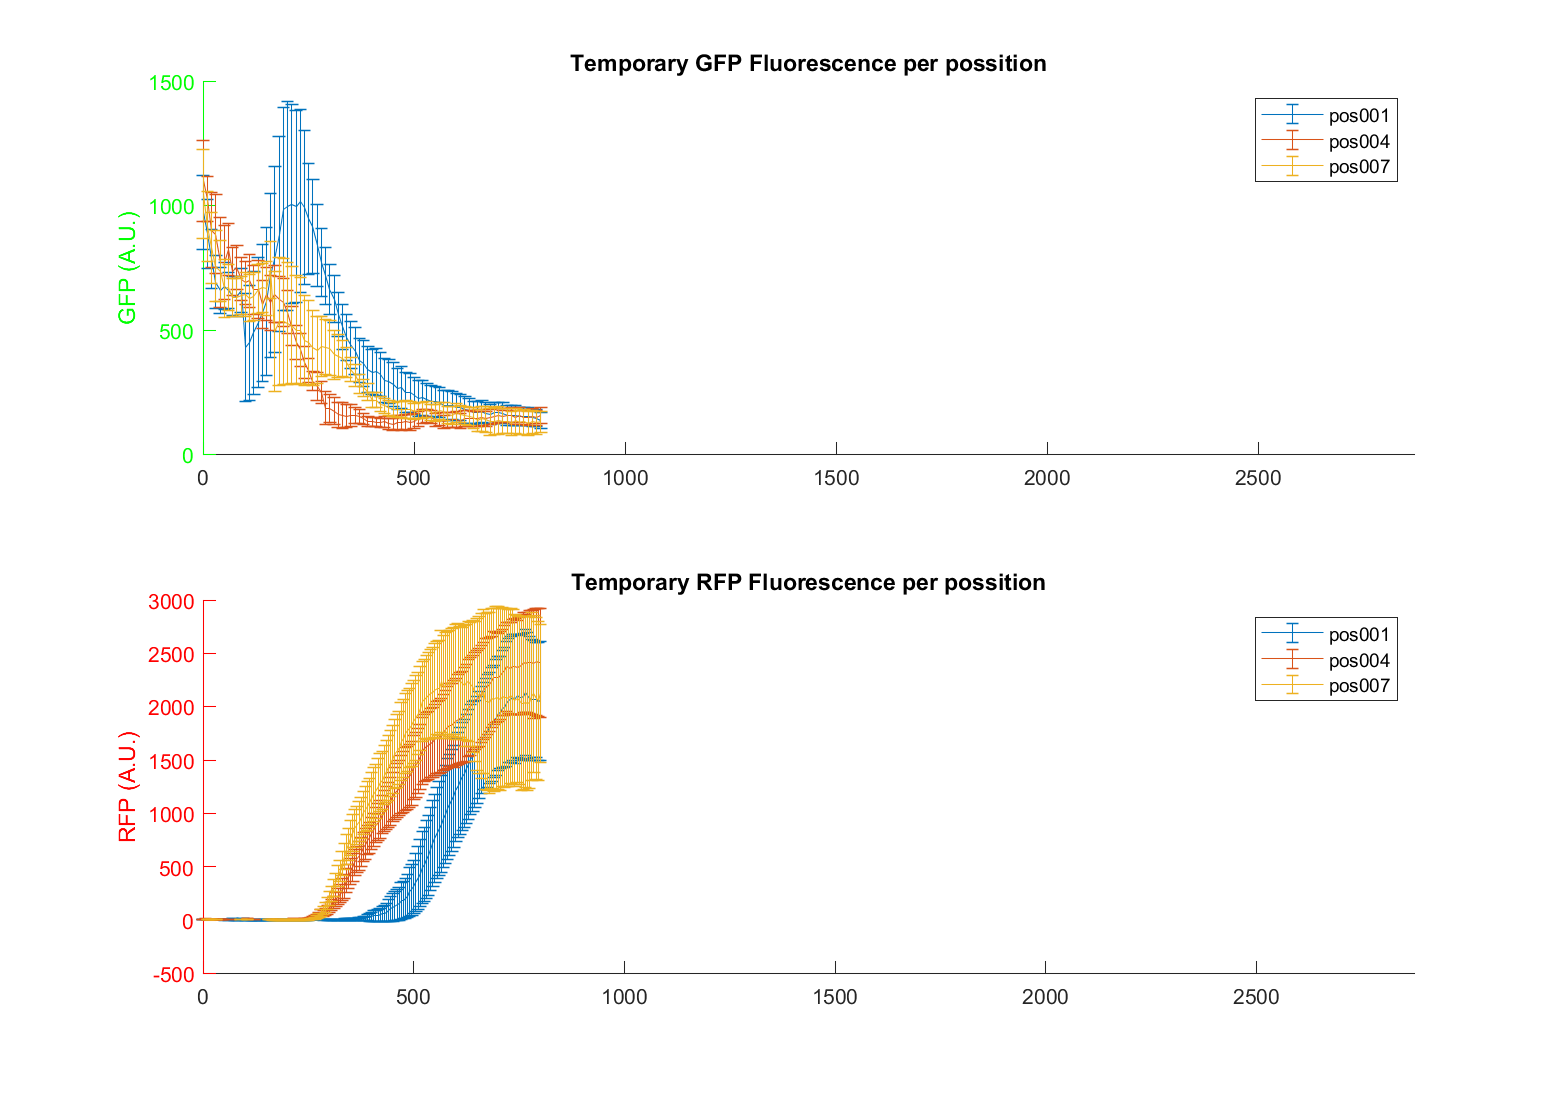 Temporary GFP Fluorescence per possition
1500
1000
500
0
GFP (A.U.)
pos001
pos004
pos007
0 500 1000 1500 2000 2500
Temporary RFP Fluorescence per possition
3000
2500
2000
1500
1000
500
0
-500
RFP (A.U.)
pos001
pos004
pos007
0 500 1000 1500 2000 2500